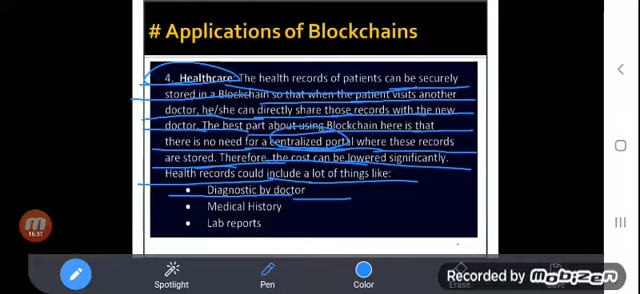 # Applications of Blockchains
4. Healthcare: The health records of patients can be securely
stored in a Blockchain so that when the patient visits another
doctor, he/she can directly share those records with the new
doctor. The best part about using Blockchain here is that
there is no need for a centralized portal where these records
are stored. Therefore, the cost can be lowered significantly.
Health records could include a lot of things like:
• Diagnostic by doctor
• Medical History
• Lab reports
16:31
Spotlight
Pen
Color
Erase
Save
Recorded by Mobizen